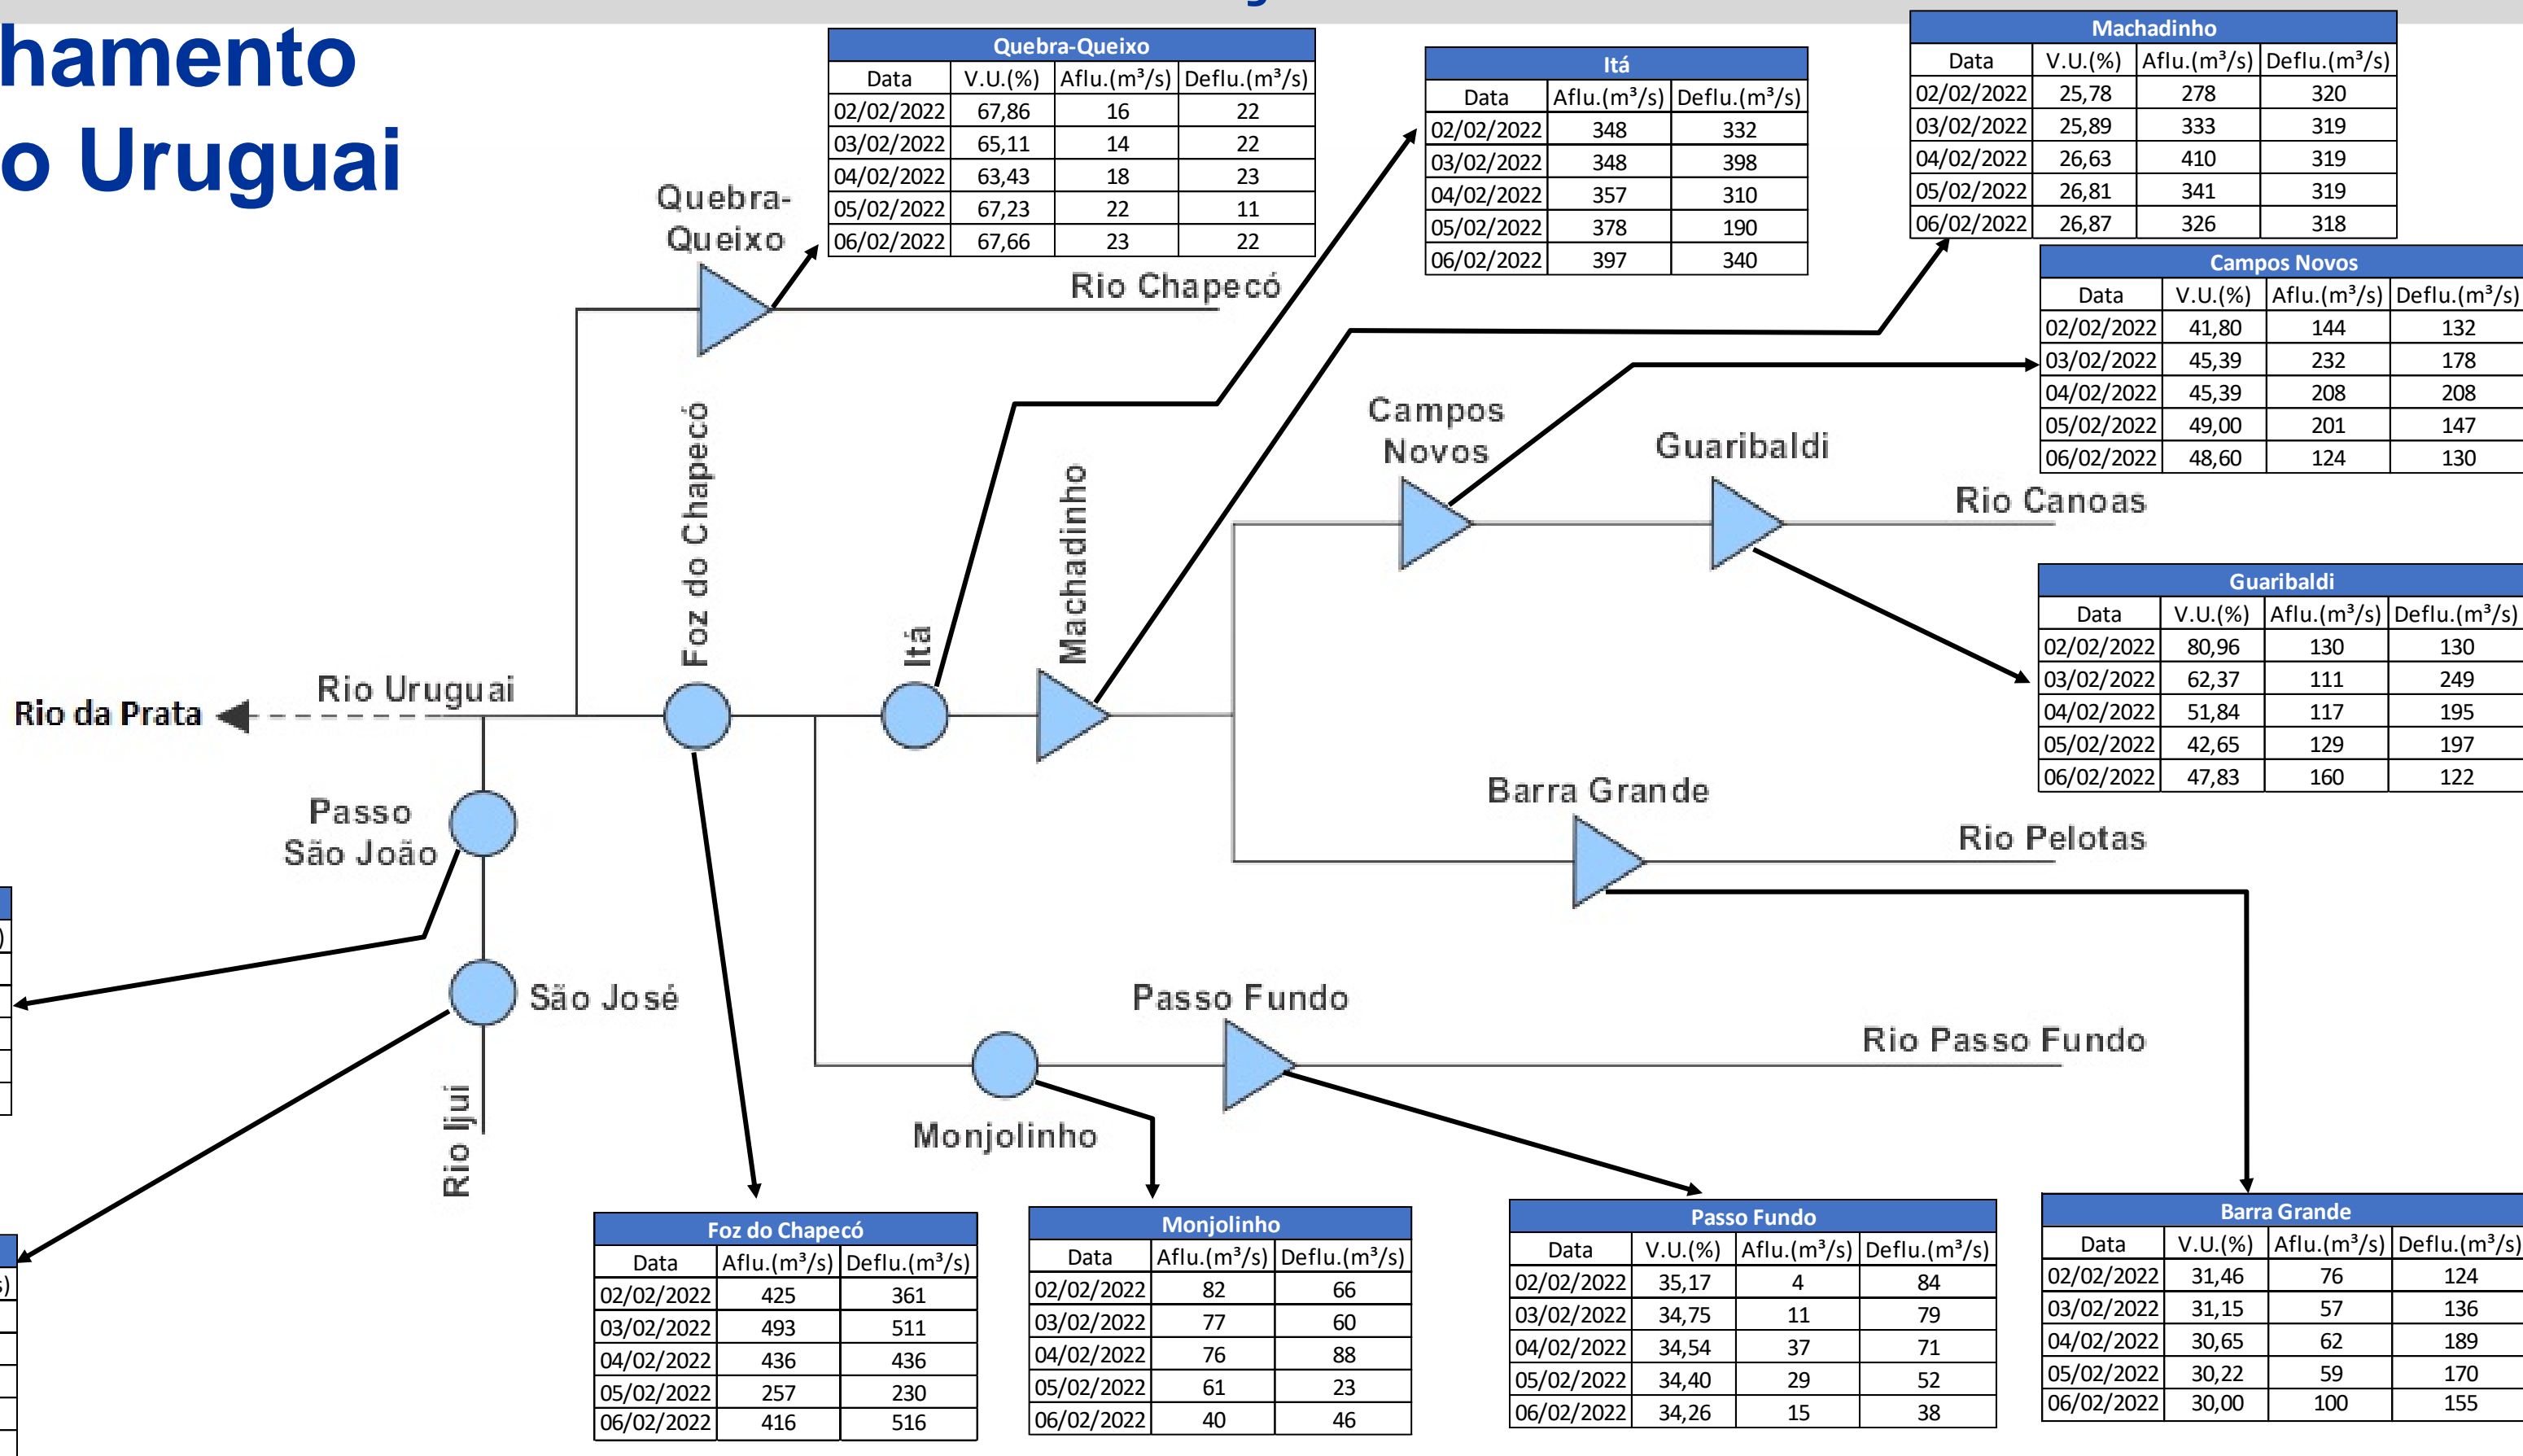 hamento
o Uruguai
Quebra-Queixo
Data V.U.(%) Aflu.(m³/s) Deflu.(m³/s)
02/02/2022 67,86 16 22
03/02/2022 65,11 14 22
04/02/2022 63,43 18 23
05/02/2022 67,23 22 11
06/02/2022 67,66 23 22
Itá
Data Aflu.(m³/s) Deflu.(m³/s)
02/02/2022 348 332
03/02/2022 348 398
04/02/2022 357 310
05/02/2022 378 190
06/02/2022 397 340
Machadinho
Data V.U.(%) Aflu.(m³/s) Deflu.(m³/s)
02/02/2022 25,78 278 320
03/02/2022 25,89 333 319
04/02/2022 26,63 410 319
05/02/2022 26,81 341 319
06/02/2022 26,87 326 318
Campos Novos
Data V.U.(%) Aflu.(m³/s) Deflu.(m³/s)
02/02/2022 41,80 144 132
03/02/2022 45,39 232 178
04/02/2022 45,39 208 208
05/02/2022 49,00 201 147
06/02/2022 48,60 124 130
Quebra-
Queixo
Rio Chapecó
Foz do Chapecó
Itá
Machadinho
Campos
Novos
Guaribaldi
Rio Canoas
Guaribaldi
Data V.U.(%) Aflu.(m³/s) Deflu.(m³/s)
02/02/2022 80,96 130 130
03/02/2022 62,37 111 249
04/02/2022 51,84 117 195
05/02/2022 42,65 129 197
06/02/2022 47,83 160 122
Rio da Prata
Rio Uruguai
Passo
São João
Barra Grande
Rio Pelotas
São José
Rio Ijui
Passo Fundo
Rio Passo Fundo
Monjolinho
)
s)
Foz do Chapecó
Data Aflu.(m³/s) Deflu.(m³/s)
02/02/2022 425 361
03/02/2022 493 511
04/02/2022 436 436
05/02/2022 257 230
06/02/2022 416 516
Monjolinho
Data Aflu.(m³/s) Deflu.(m³/s)
02/02/2022 82 66
03/02/2022 77 60
04/02/2022 76 88
05/02/2022 61 23
06/02/2022 40 46
Passo Fundo
Data V.U.(%) Aflu.(m³/s) Deflu.(m³/s)
02/02/2022 35,17 4 84
03/02/2022 34,75 11 79
04/02/2022 34,54 37 71
05/02/2022 34,40 29 52
06/02/2022 34,26 15 38
Barra Grande
Data V.U.(%) Aflu.(m³/s) Deflu.(m³/s)
02/02/2022 31,46 76 124
03/02/2022 31,15 57 136
04/02/2022 30,65 62 189
05/02/2022 30,22 59 170
06/02/2022 30,00 100 155